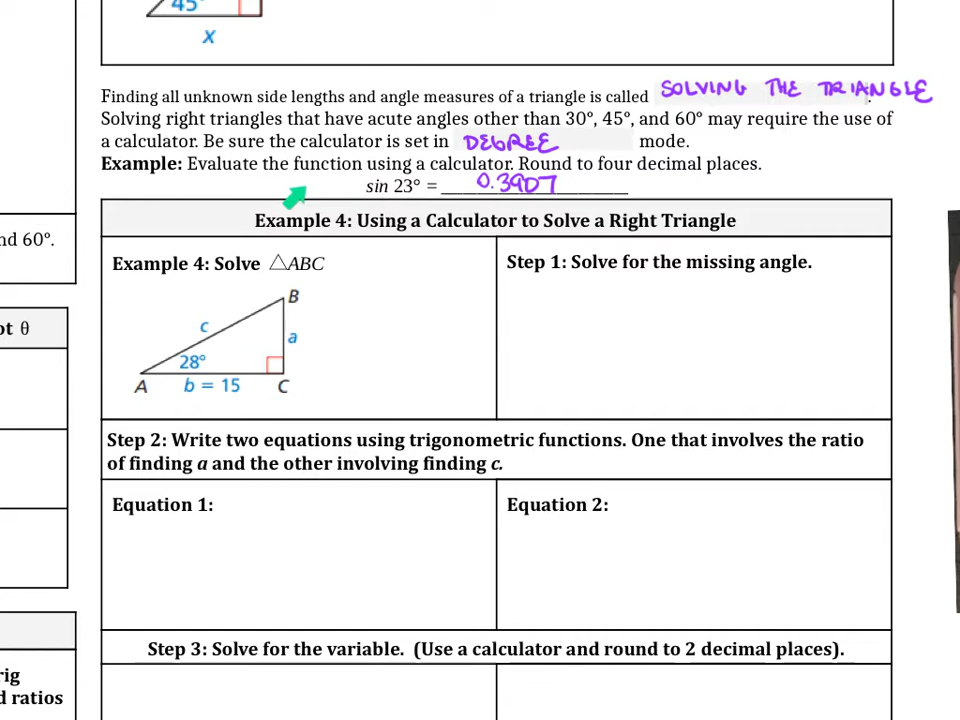 45°
x
Finding all unknown side lengths and angle measures of a triangle is called SOLVING THE TRIANGLE.
Solving right triangles that have acute angles other than 30°, 45°, and 60° may require the use of
a calculator. Be sure the calculator is set in DEGREE mode.
Example: Evaluate the function using a calculator. Round to four decimal places.
sin 23° = 0.3907
Example 4: Using a Calculator to Solve a Right Triangle
nd 60°.
Example 4: Solve △ABC
Step 1: Solve for the missing angle.
B
ot θ
c
a
28°
A b = 15 C
Step 2: Write two equations using trigonometric functions. One that involves the ratio
of finding a and the other involving finding c.
Equation 1:
Equation 2:
Step 3: Solve for the variable. (Use a calculator and round to 2 decimal places).
rig
d ratios